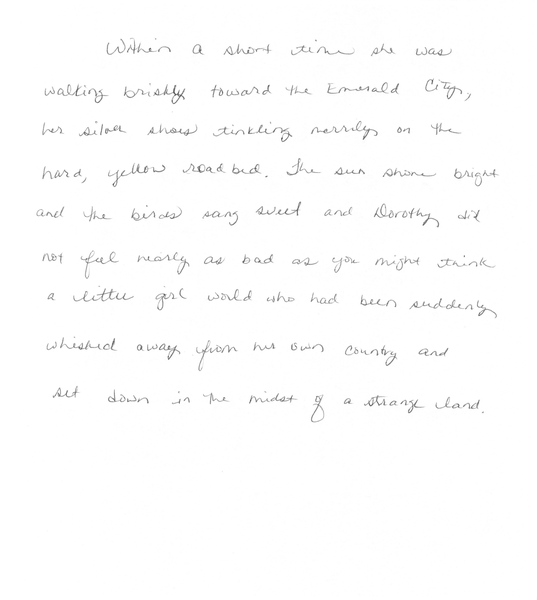 Within a short time she was
walking briskly toward the Emerald City,
her silver shoes tinkling merrily on the
hard, yellow roadbed. The sun shone bright
and the birds sang sweet and Dorothy did
not feel nearly as bad as you might think
a little girl would who had been suddenly
whisked away from her own country and
set down in the midst of a strange land.